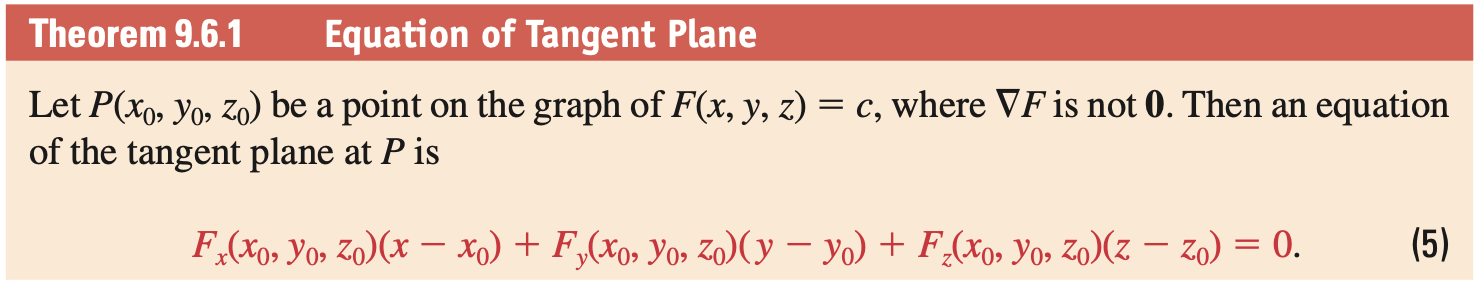 Theorem 9.6.1 Equation of Tangent Plane
Let P(x₀, y₀, z₀) be a point on the graph of F(x, y, z) = c, where ∇F is not 0. Then an equation
of the tangent plane at P is
Fₓ(x₀, y₀, z₀)(x − x₀) + F_y(x₀, y₀, z₀)(y − y₀) + F_z(x₀, y₀, z₀)(z − z₀) = 0. (5)